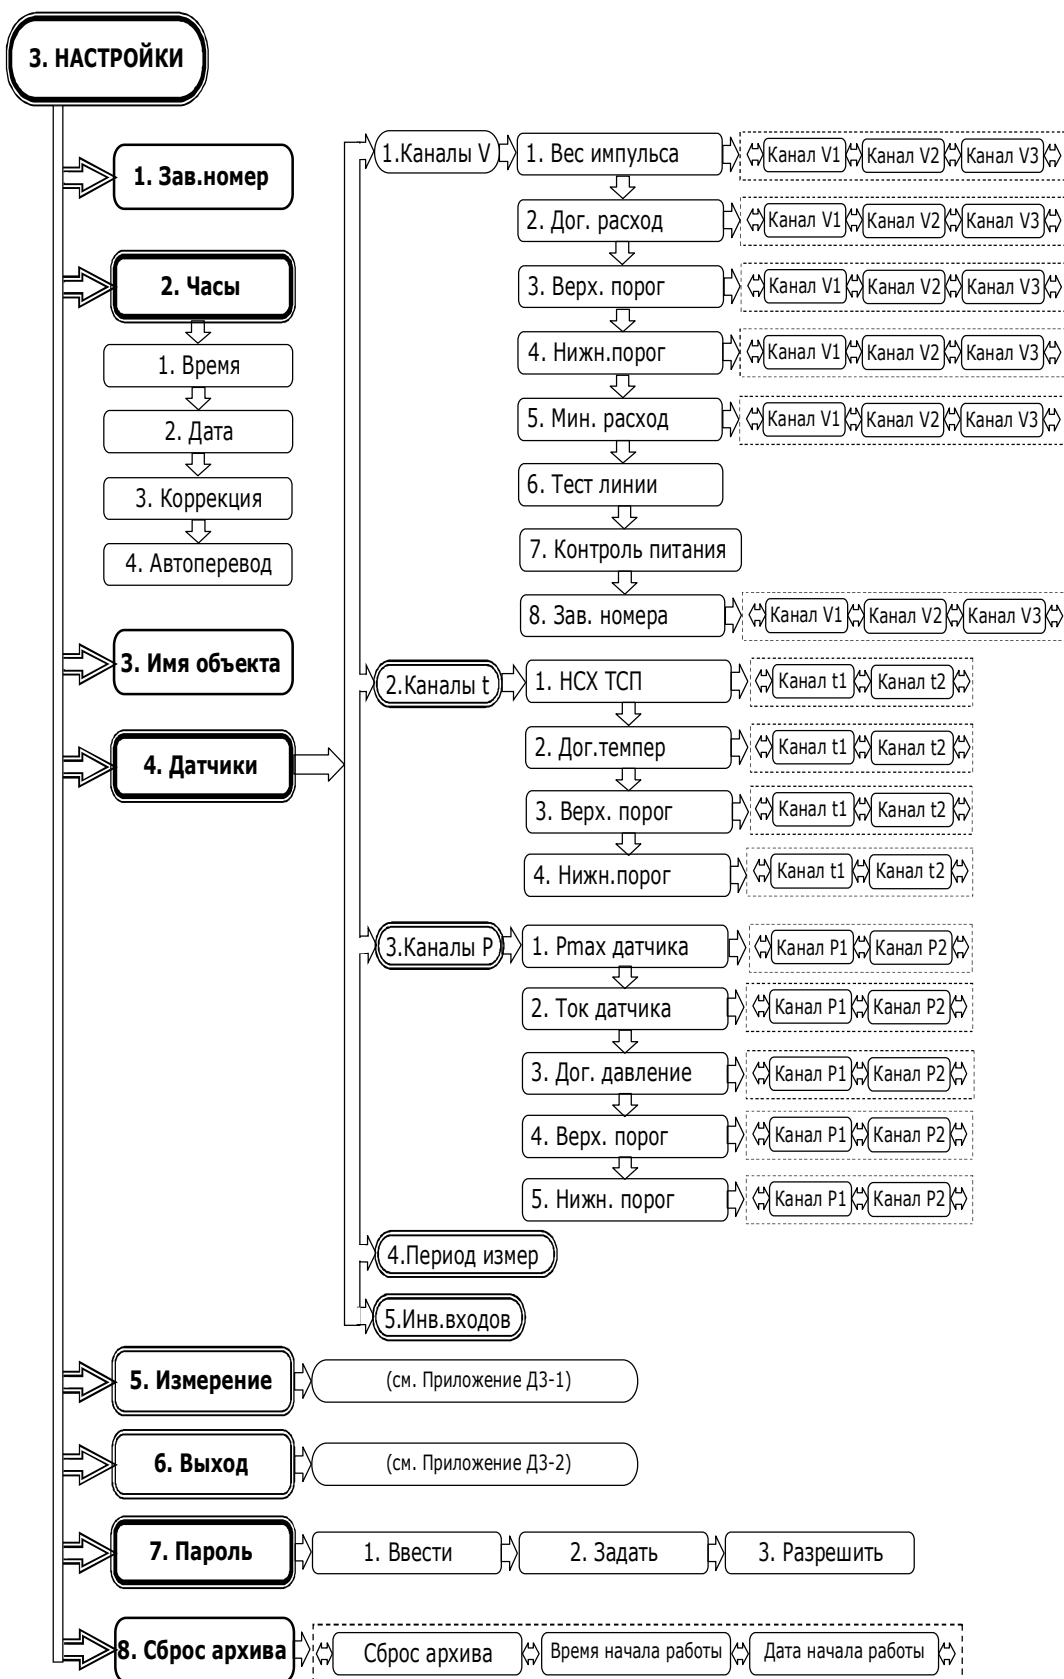 3. НАСТРОЙКИ
1. Зав.номер
2. Часы
1. Время
2. Дата
3. Коррекция
4. Автоперевод
3. Имя объекта
4. Датчики
1.Каналы V
1. Вес импульса
Канал V1 Канал V2 Канал V3
2. Дог. расход
Канал V1 Канал V2 Канал V3
3. Верх. порог
Канал V1 Канал V2 Канал V3
4. Нижн.порог
Канал V1 Канал V2 Канал V3
5. Мин. расход
Канал V1 Канал V2 Канал V3
6. Тест линии
7. Контроль питания
8. Зав. номера
Канал V1 Канал V2 Канал V3
2.Каналы t
1. НСХ ТСП
Канал t1 Канал t2
2. Дог.темпер
Канал t1 Канал t2
3. Верх. порог
Канал t1 Канал t2
4. Нижн.порог
Канал t1 Канал t2
3.Каналы P
1. Pmax датчика
Канал P1 Канал P2
2. Ток датчика
Канал P1 Канал P2
3. Дог. давление
Канал P1 Канал P2
4. Верх. порог
Канал P1 Канал P2
5. Нижн. порог
Канал P1 Канал P2
4.Период измер
5.Инв.входов
5. Измерение
(см. Приложение Д3-1)
6. Выход
(см. Приложение Д3-2)
7. Пароль
1. Ввести
2. Задать
3. Разрешить
8. Сброс архива
Сброс архива
Время начала работы
Дата начала работы